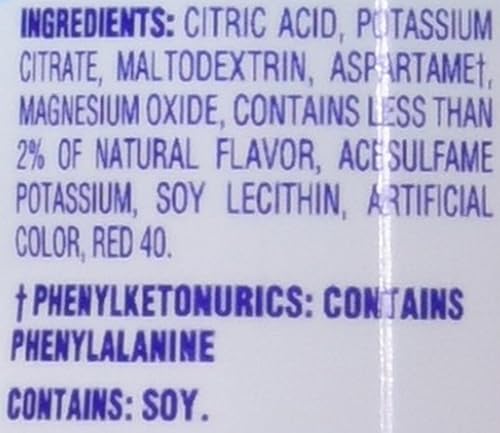 INGREDIENTS: CITRIC ACID, POTASSIUM
CITRATE, MALTODEXTRIN, ASPARTAME†,
MAGNESIUM OXIDE, CONTAINS LESS THAN
2% OF NATURAL FLAVOR, ACESULFAME
POTASSIUM, SOY LECITHIN, ARTIFICIAL
COLOR, RED 40.
† PHENYLKETONURICS: CONTAINS
PHENYLALANINE
CONTAINS: SOY.